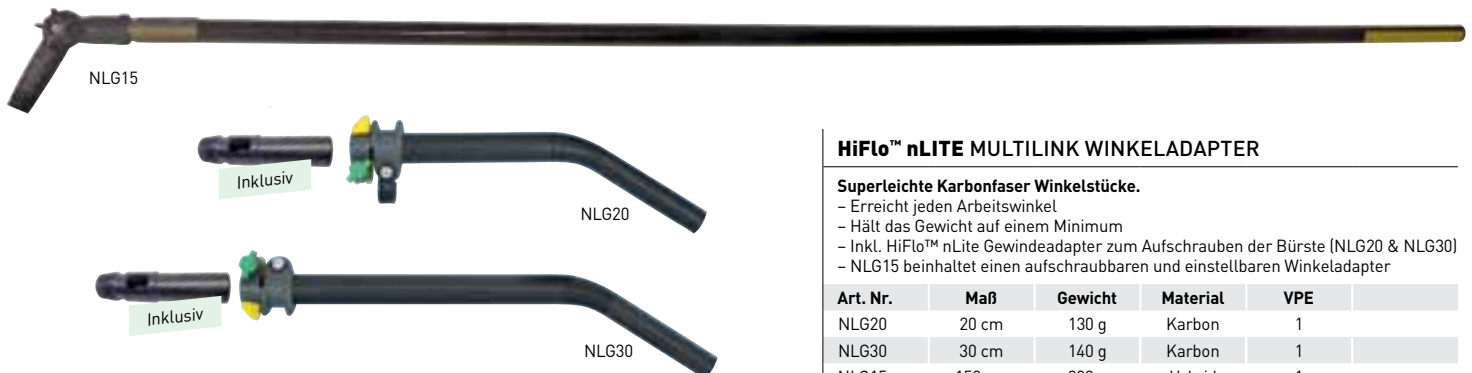 NLG15
Inklusiv
NLG20
Inklusiv
NLG30
HiFlo™ nLITE MULTILINK WINKELADAPTER
Superleichte Karbonfaser Winkelstücke.
– Erreicht jeden Arbeitswinkel
– Hält das Gewicht auf einem Minimum
– Inkl. HiFlo™ nLite Gewindeadapter zum Aufschrauben der Bürste (NLG20 & NLG30)
– NLG15 beinhaltet einen aufschraubbaren und einstellbaren Winkeladapter
Art. Nr. Maß Gewicht Material VPE
NLG20 20 cm 130 g Karbon 1
NLG30 30 cm 140 g Karbon 1